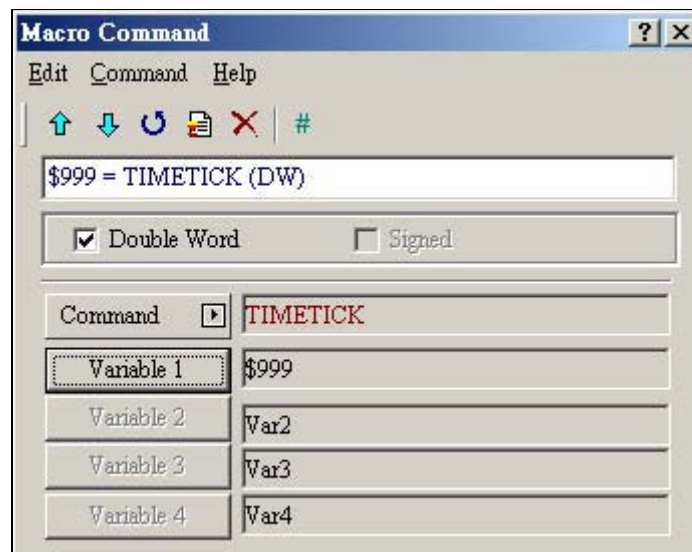 Macro Command
Edit Command Help
#
$999 = TIMETICK (DW)
Double Word Signed
Command TIMETICK
Variable 1 $999
Variable 2 Var2
Variable 3 Var3
Variable 4 Var4